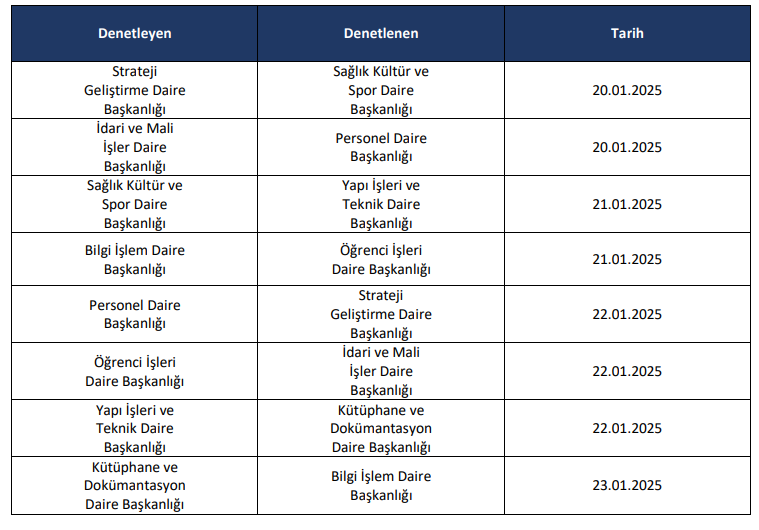 Denetleyen
Denetlenen
Tarih
Strateji
Geliştirme Daire
Başkanlığı
Sağlık Kültür ve
Spor Daire
Başkanlığı
20.01.2025
İdari ve Mali
İşler Daire
Başkanlığı
Personel Daire
Başkanlığı
20.01.2025
Sağlık Kültür ve
Spor Daire
Başkanlığı
Yapı İşleri ve
Teknik Daire
Başkanlığı
21.01.2025
Bilgi İşlem Daire
Başkanlığı
Öğrenci İşleri
Daire Başkanlığı
21.01.2025
Personel Daire
Başkanlığı
Strateji
Geliştirme Daire
Başkanlığı
22.01.2025
Öğrenci İşleri
Daire Başkanlığı
İdari ve Mali
İşler Daire
Başkanlığı
22.01.2025
Yapı İşleri ve
Teknik Daire
Başkanlığı
Kütüphane ve
Dokümantasyon
Daire Başkanlığı
22.01.2025
Kütüphane ve
Dokümantasyon
Daire Başkanlığı
Bilgi İşlem Daire
Başkanlığı
23.01.2025